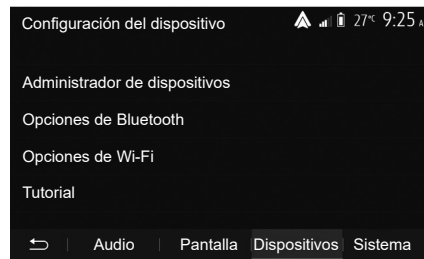 Configuración del dispositivo 27°C 9:25 A
Administrador de dispositivos
Opciones de Bluetooth
Opciones de Wi-Fi
Tutorial
Audio Pantalla Dispositivos Sistema